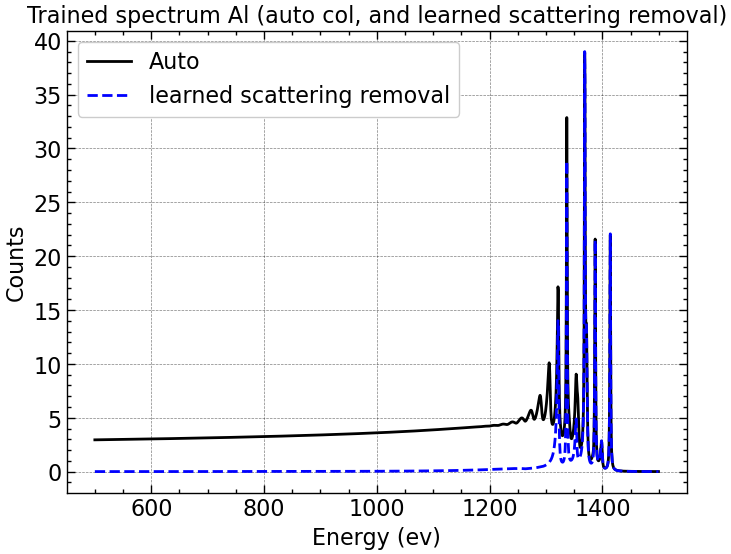 Trained spectrum Al (auto col, and learned scattering removal)
Auto
learned scattering removal
Counts
40
35
30
25
20
15
10
5
0
600 800 1000 1200 1400
Energy (ev)